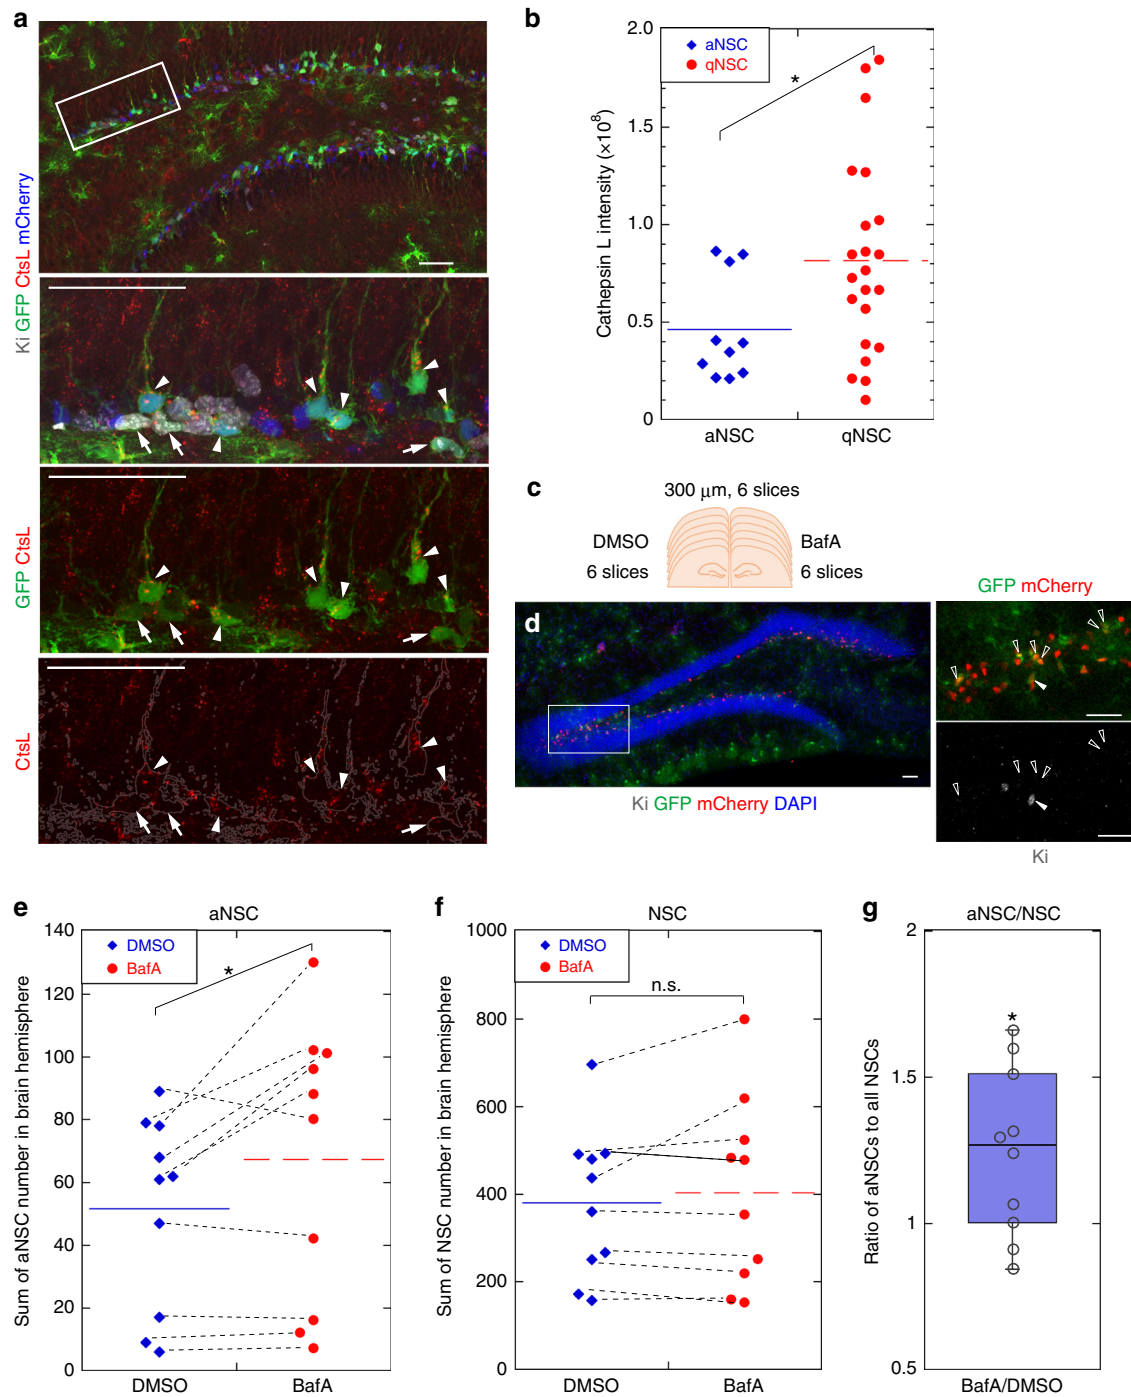 a
Ki GFP CtsL mCherry
GFP CtsL
CtsL
b
2.0
1.5
1.0
0.5
0
Cathepsin L intensity (×10⁸)
aNSC
qNSC
*
aNSC
qNSC
c
300 µm, 6 slices
DMSO
6 slices
BafA
6 slices
d
Ki GFP mCherry DAPI
GFP mCherry
Ki
e
aNSC
140
120
100
80
60
40
20
0
Sum of aNSC number in brain hemisphere
DMSO
BafA
*
DMSO
BafA
f
NSC
1000
800
600
400
200
0
Sum of NSC number in brain hemisphere
DMSO
BafA
n.s.
DMSO
BafA
g
aNSC/NSC
2
1.5
1
0.5
Ratio of aNSCs to all NSCs
*
BafA/DMSO